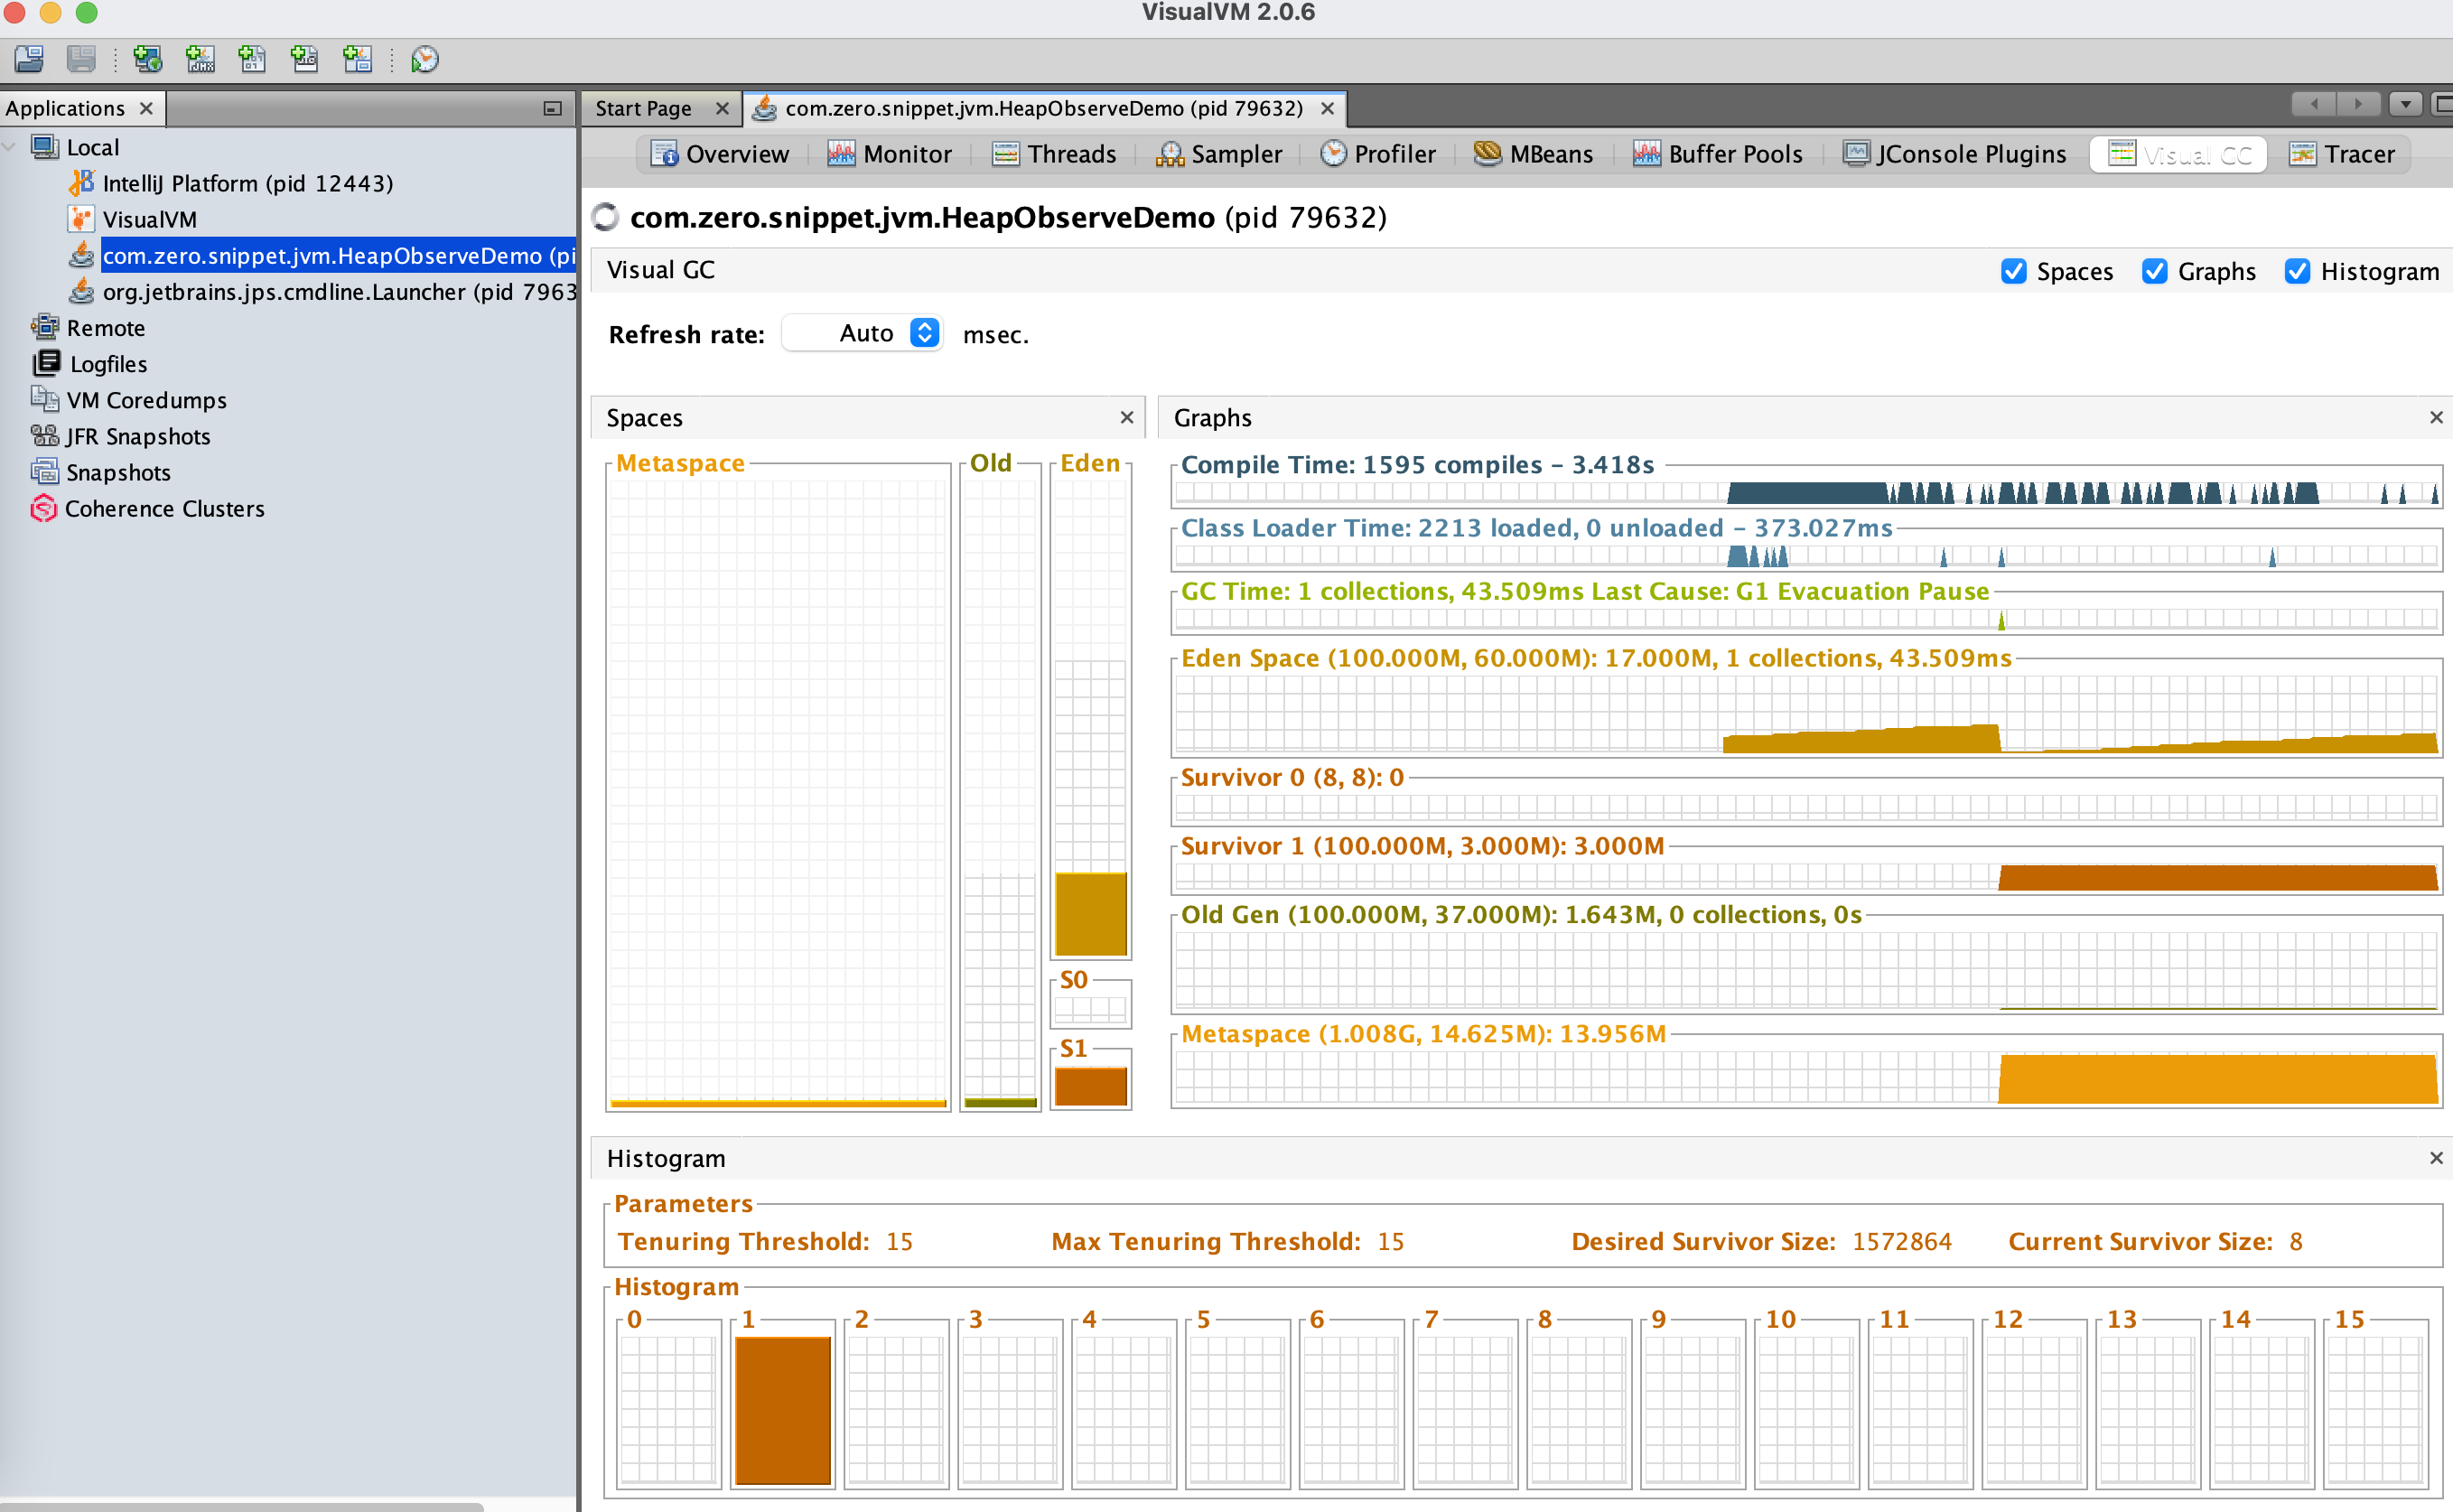 VisualVM 2.0.6
Applications
Start Page
com.zero.snippet.jvm.HeapObserveDemo (pid 79632)
Local
IntelliJ Platform (pid 12443)
VisualVM
com.zero.snippet.jvm.HeapObserveDemo (pi
org.jetbrains.jps.cmdline.Launcher (pid 7963
Remote
Logfiles
VM Coredumps
JFR Snapshots
Snapshots
Coherence Clusters
Overview
Monitor
Threads
Sampler
Profiler
MBeans
Buffer Pools
JConsole Plugins
Visual GC
Tracer
com.zero.snippet.jvm.HeapObserveDemo (pid 79632)
Visual GC
Spaces
Graphs
Histogram
Refresh rate:
Auto
msec.
Spaces
Metaspace
Old
Eden
S0
S1
Graphs
Compile Time: 1595 compiles – 3.418s
Class Loader Time: 2213 loaded, 0 unloaded – 373.027ms
GC Time: 1 collections, 43.509ms Last Cause: G1 Evacuation Pause
Eden Space (100.000M, 60.000M): 17.000M, 1 collections, 43.509ms
Survivor 0 (8, 8): 0
Survivor 1 (100.000M, 3.000M): 3.000M
Old Gen (100.000M, 37.000M): 1.643M, 0 collections, 0s
Metaspace (1.008G, 14.625M): 13.956M
Histogram
Parameters
Tenuring Threshold: 15
Max Tenuring Threshold: 15
Desired Survivor Size: 1572864
Current Survivor Size: 8
Histogram
0
1
2
3
4
5
6
7
8
9
10
11
12
13
14
15